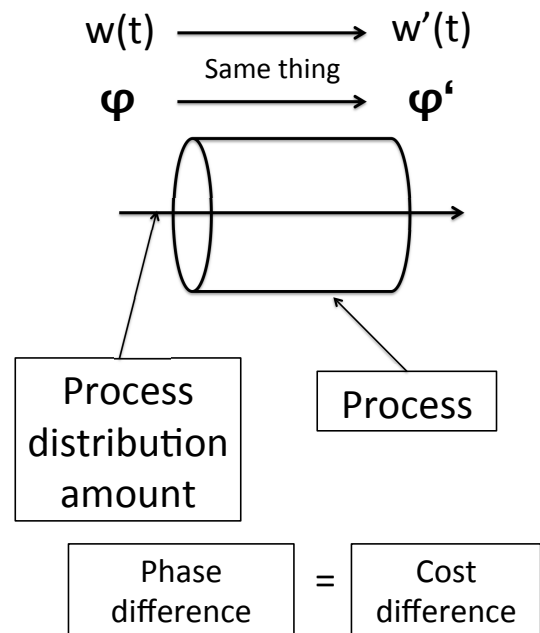 w(t) w’(t)
Same thing
φ φ‘
Process
distribution
amount
Process
Phase
difference
=
Cost
difference